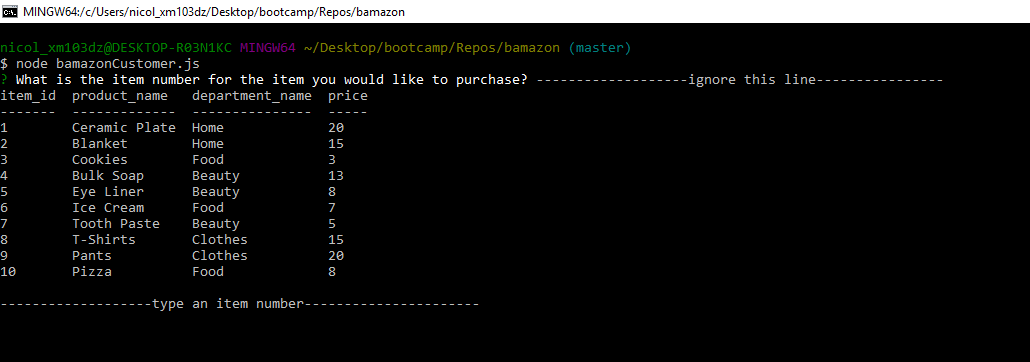 MINGW64:/c/Users/nicol_xm103dz/Desktop/bootcamp/Repos/bamazon
nicol_xm103dz@DESKTOP-R03N1KC MINGW64 ~/Desktop/bootcamp/Repos/bamazon (master)
$ node bamazonCustomer.js
? What is the item number for the item you would like to purchase? -------------------ignore this line----------------
item_id  product_name   department_name  price
-------  -------------  ---------------  -----
1        Ceramic Plate  Home             20
2        Blanket        Home             15
3        Cookies        Food             3
4        Bulk Soap      Beauty           13
5        Eye Liner      Beauty           8
6        Ice Cream      Food             7
7        Tooth Paste    Beauty           5
8        T-Shirts       Clothes          15
9        Pants          Clothes          20
10       Pizza          Food             8
-------------------type an item number----------------------